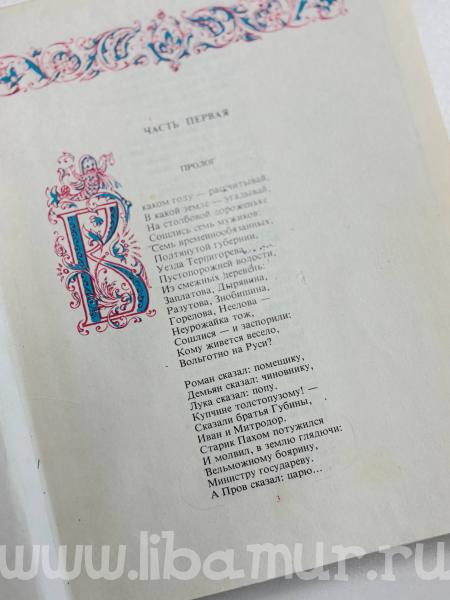 ЧАСТЬ ПЕРВАЯ
ПРОЛОГ
В каком году — рассчитывай,
В какой земле — угадывай,
На столбовой дороженьке
Сошлись семь мужиков:
Семь временнообязанных,
Подтянутой губернии,
Уезда Терпигорева,
Пустопорожней волости,
Из смежных деревень:
Заплатова, Дырявина,
Разутова, Знобишина,
Горелова, Неелова —
Неурожайка тож,
Сошлися — и заспорили:
Кому живется весело,
Вольготно на Руси?
Роман сказал: помещику,
Демьян сказал: чиновнику,
Лука сказал: попу.
Купчине толстопузому! —
Сказали братья Губины,
Иван и Митродор.
Старик Пахом потужился
И молвил, в землю глядючи:
Вельможному боярину,
Министру государеву.
А Пров сказал: царю...
3
www.libamur.ru